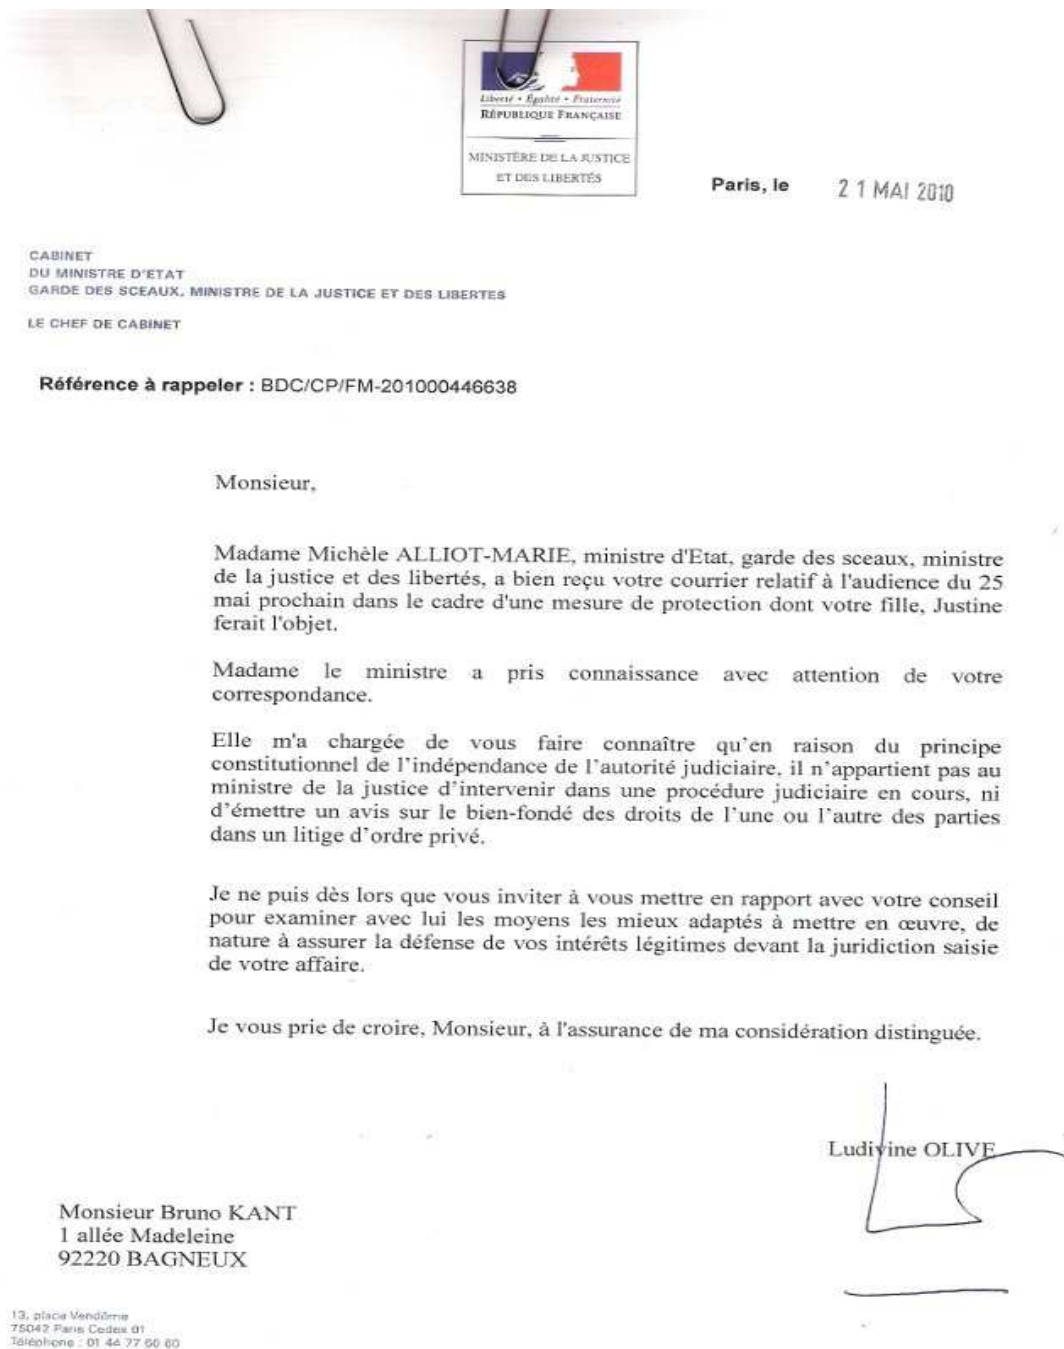 Liberté • Égalité • Fraternité
RÉPUBLIQUE FRANÇAISE
MINISTÈRE DE LA JUSTICE
ET DES LIBERTÉS
Paris, le 21 MAI 2010
CABINET
DU MINISTRE D'ETAT
GARDE DES SCEAUX, MINISTRE DE LA JUSTICE ET DES LIBERTES
LE CHEF DE CABINET
Référence à rappeler : BDC/CP/FM-201000446638
Monsieur,
Madame Michèle ALLIOT-MARIE, ministre d'Etat, garde des sceaux, ministre
de la justice et des libertés, a bien reçu votre courrier relatif à l'audience du 25
mai prochain dans le cadre d'une mesure de protection dont votre fille, Justine
ferait l'objet.
Madame le ministre a pris connaissance avec attention de votre
correspondance.
Elle m'a chargée de vous faire connaître qu'en raison du principe
constitutionnel de l’indépendance de l’autorité judiciaire, il n’appartient pas au
ministre de la justice d’intervenir dans une procédure judiciaire en cours, ni
d’émettre un avis sur le bien-fondé des droits de l’une ou l’autre des parties
dans un litige d’ordre privé.
Je ne puis dès lors que vous inviter à vous mettre en rapport avec votre conseil
pour examiner avec lui les moyens les mieux adaptés à mettre en œuvre, de
nature à assurer la défense de vos intérêts légitimes devant la juridiction saisie
de votre affaire.
Je vous prie de croire, Monsieur, à l'assurance de ma considération distinguée.
Ludivine OLIVE
Monsieur Bruno KANT
1 allée Madeleine
92220 BAGNEUX
13, place Vendôme
75042 Paris Cedex 01
Téléphone : 01 44 77 60 60